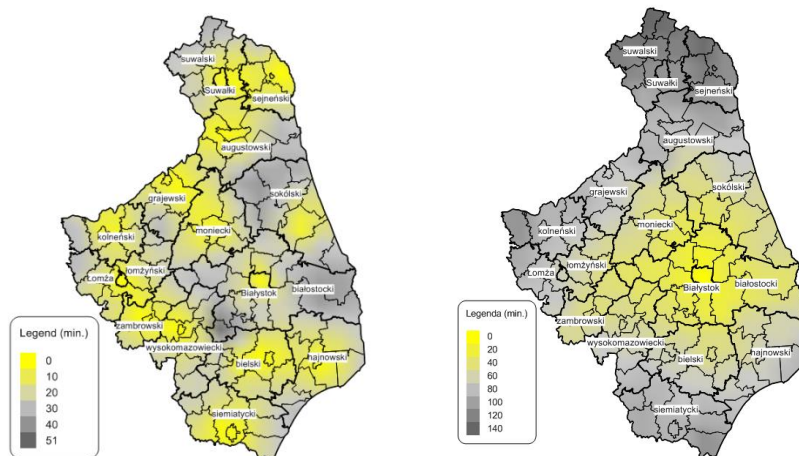 suwalski
Suwałki
sejneński
augustowski
grajewski
sokólski
kolneński
moniecki
Łomża
łomżyński
Białystok
białostocki
zambrowski
wysokomazowiecki
bielski
hajnowski
siemiatycki
Legend (min.)
0
10
20
30
40
51
suwalski
Suwałki
sejneński
augustowski
grajewski
sokólski
kolneński
moniecki
Łomża
łomżyński
Białystok
białostocki
zambrowski
wysokomazowiecki
bielski
hajnowski
siemiatycki
Legenda (min.)
0
20
40
60
80
100
120
140